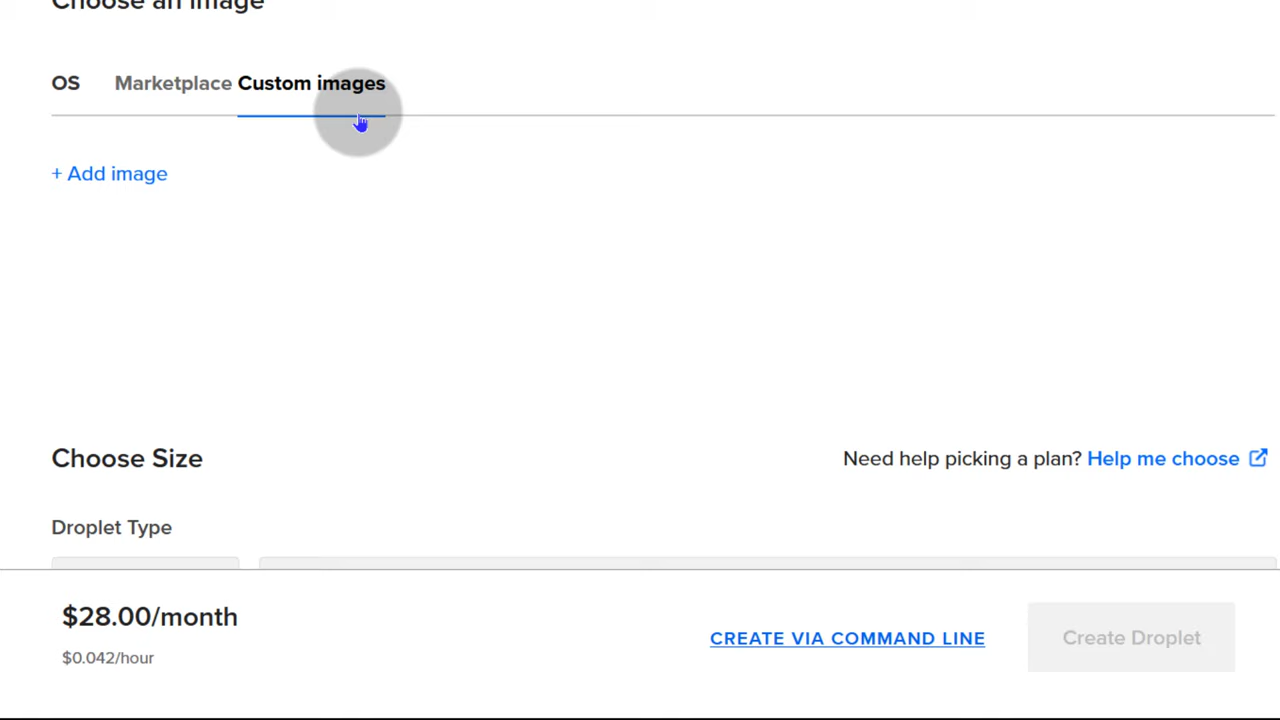 Choose an image
OS Marketplace Custom images
+ Add image
Choose Size
Need help picking a plan? Help me choose
Droplet Type
$28.00/month
$0.042/hour
CREATE VIA COMMAND LINE
Create Droplet